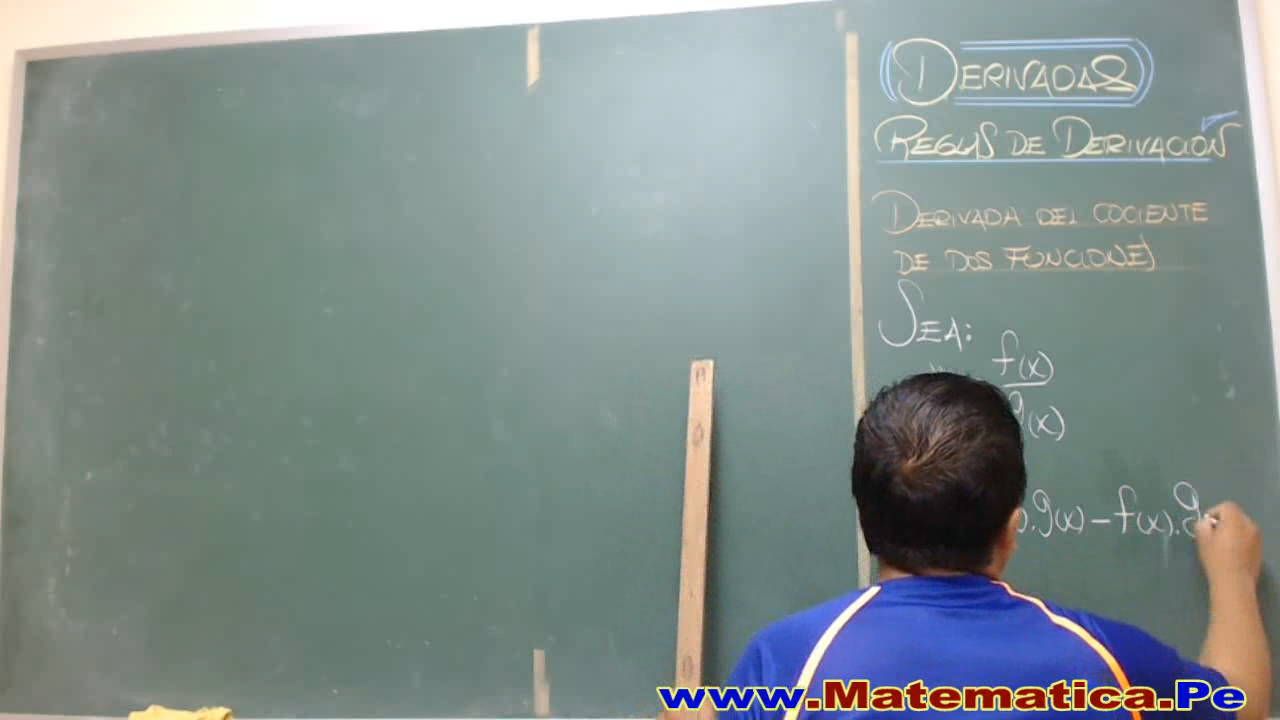 DERIVADAS
REGLAS DE DERIVACIÓN
DERIVADA DEL COCIENTE
DE DOS FUNCIONES
SEA:
f(x)
g(x)
).g(x) - f(x).g
www.Matematica.Pe